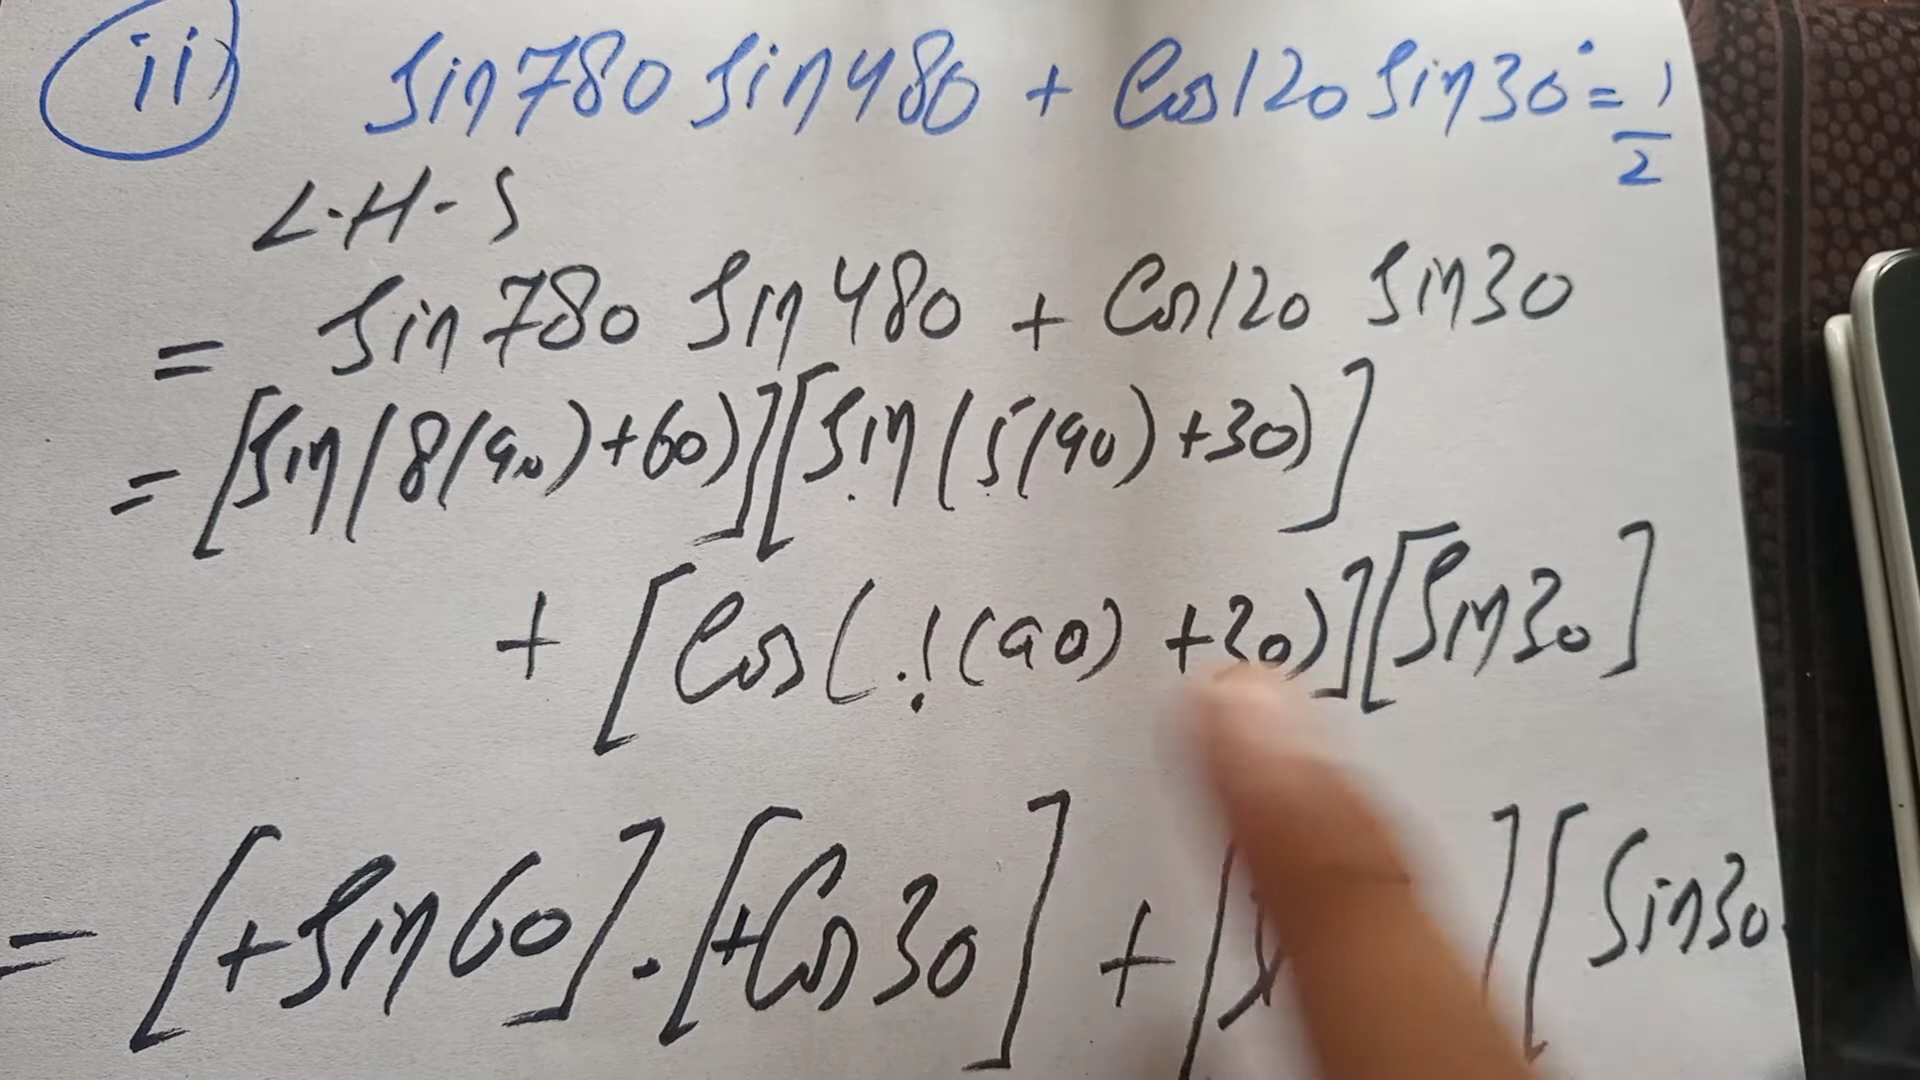 ii) Sin780 Sin480 + Cos120 Sin30° = 1/2
L.H.S
= Sin780 Sin480 + Cos120 Sin30
= [Sin(8(90)+60)][Sin(5(90)+30)]
+ [Cos(1(90)+30)][Sin30]
= [+Sin60].[+Cos30] + [ ][Sin30